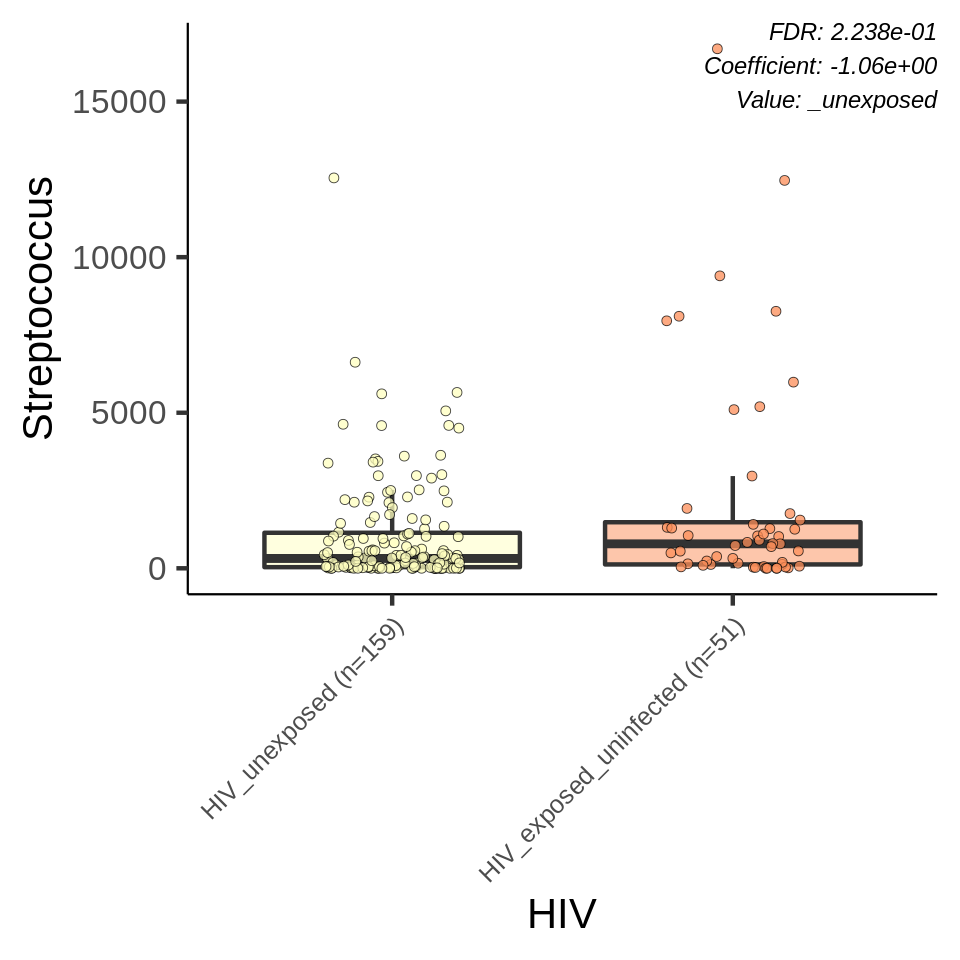 FDR: 2.238e-01
Coefficient: -1.06e+00
Value: _unexposed
Streptococcus
15000
10000
5000
0
HIV_unexposed (n=159)
HIV_exposed_uninfected (n=51)
HIV